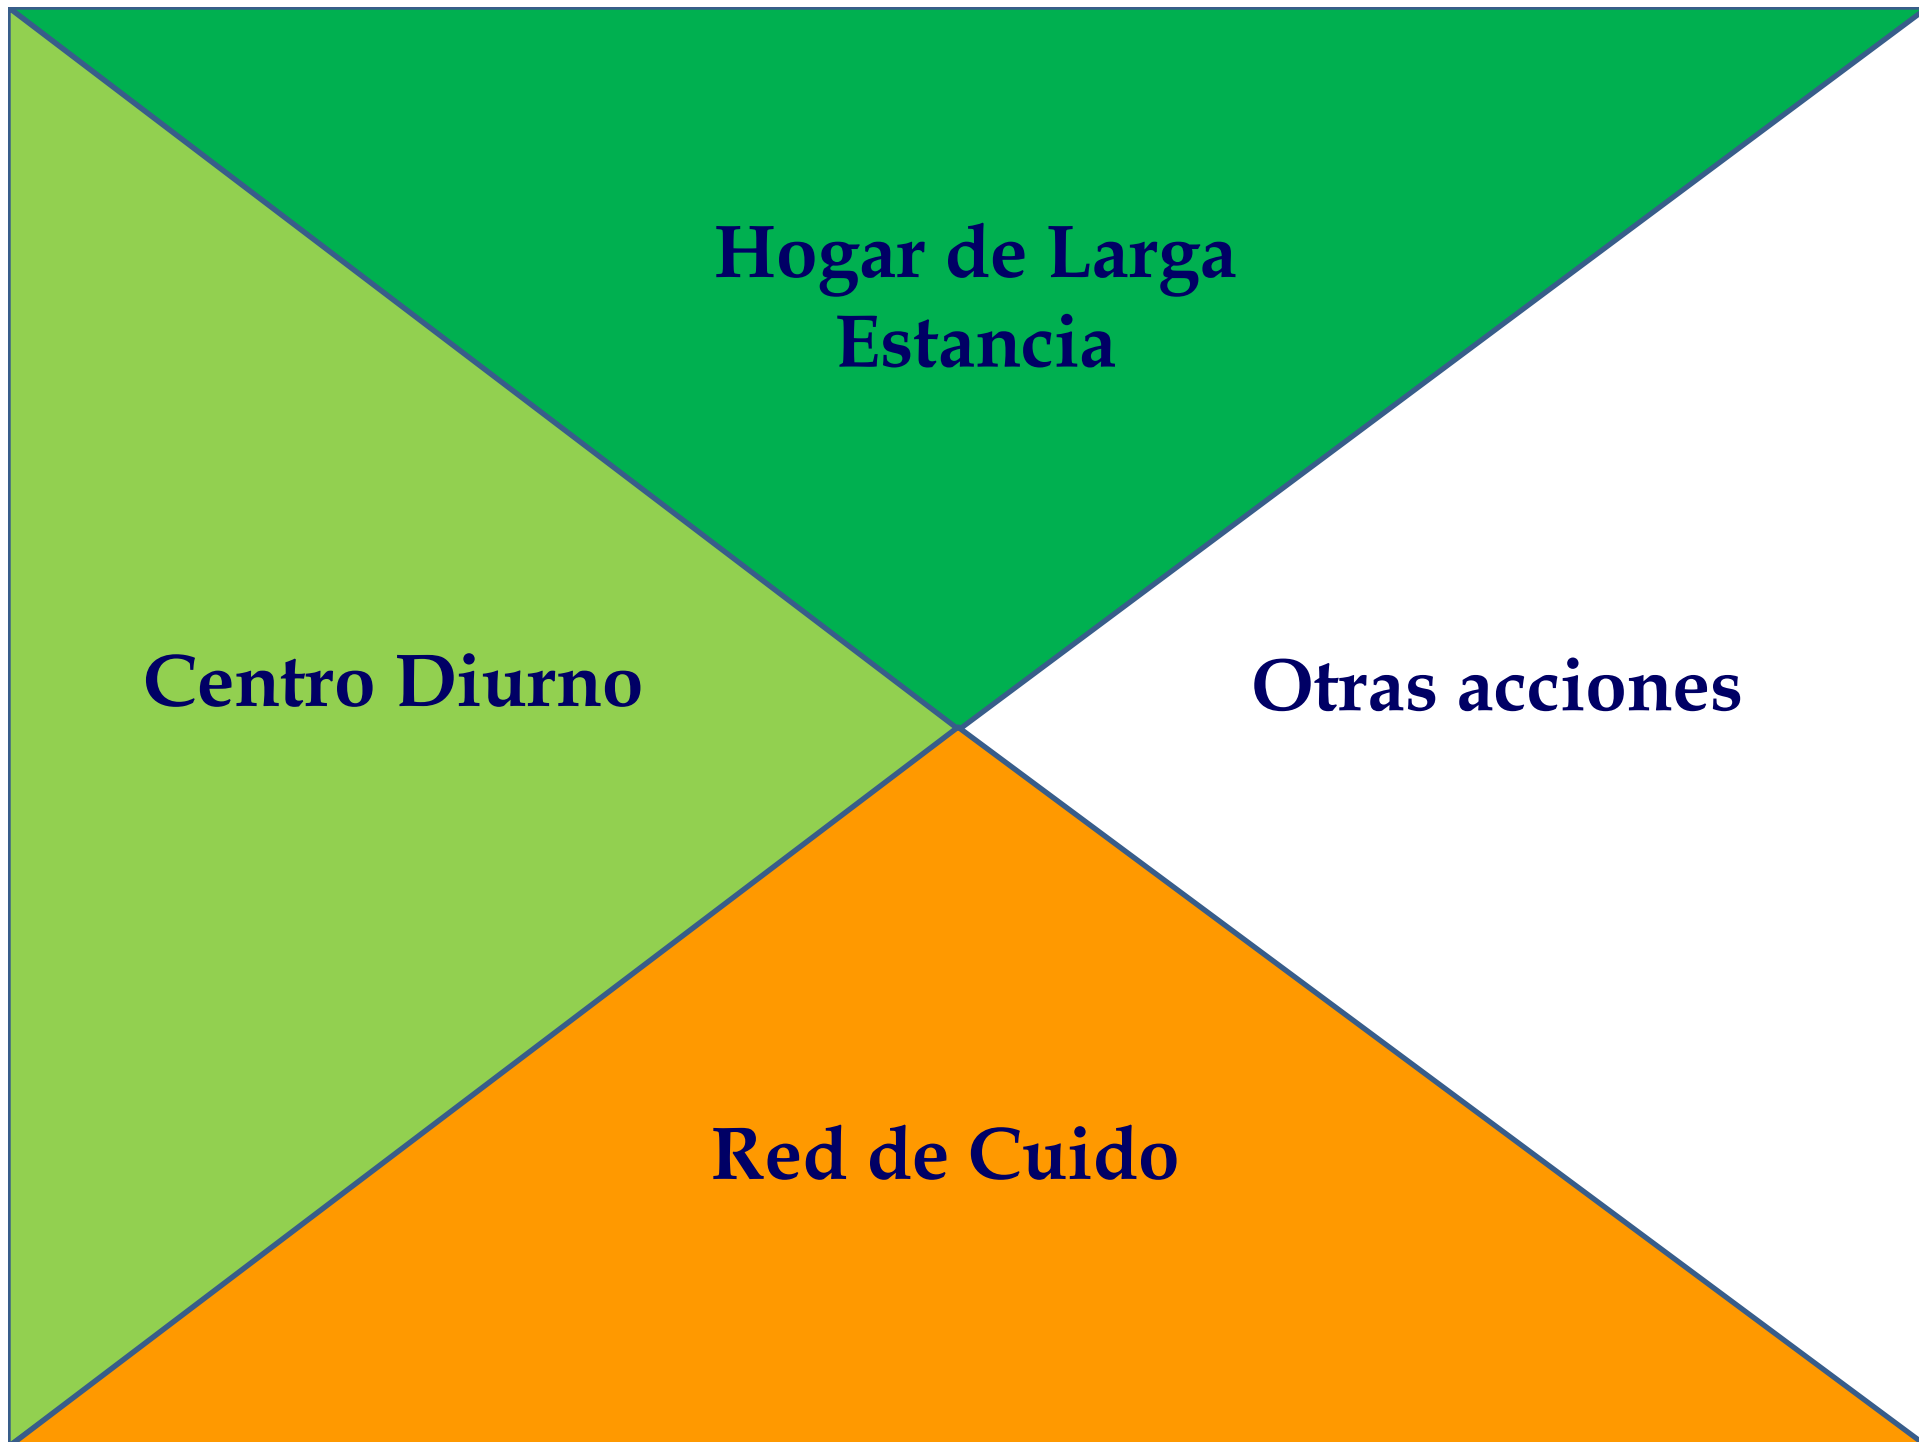 Hogar de Larga
Estancia
Centro Diurno
Otras acciones
Red de Cuido